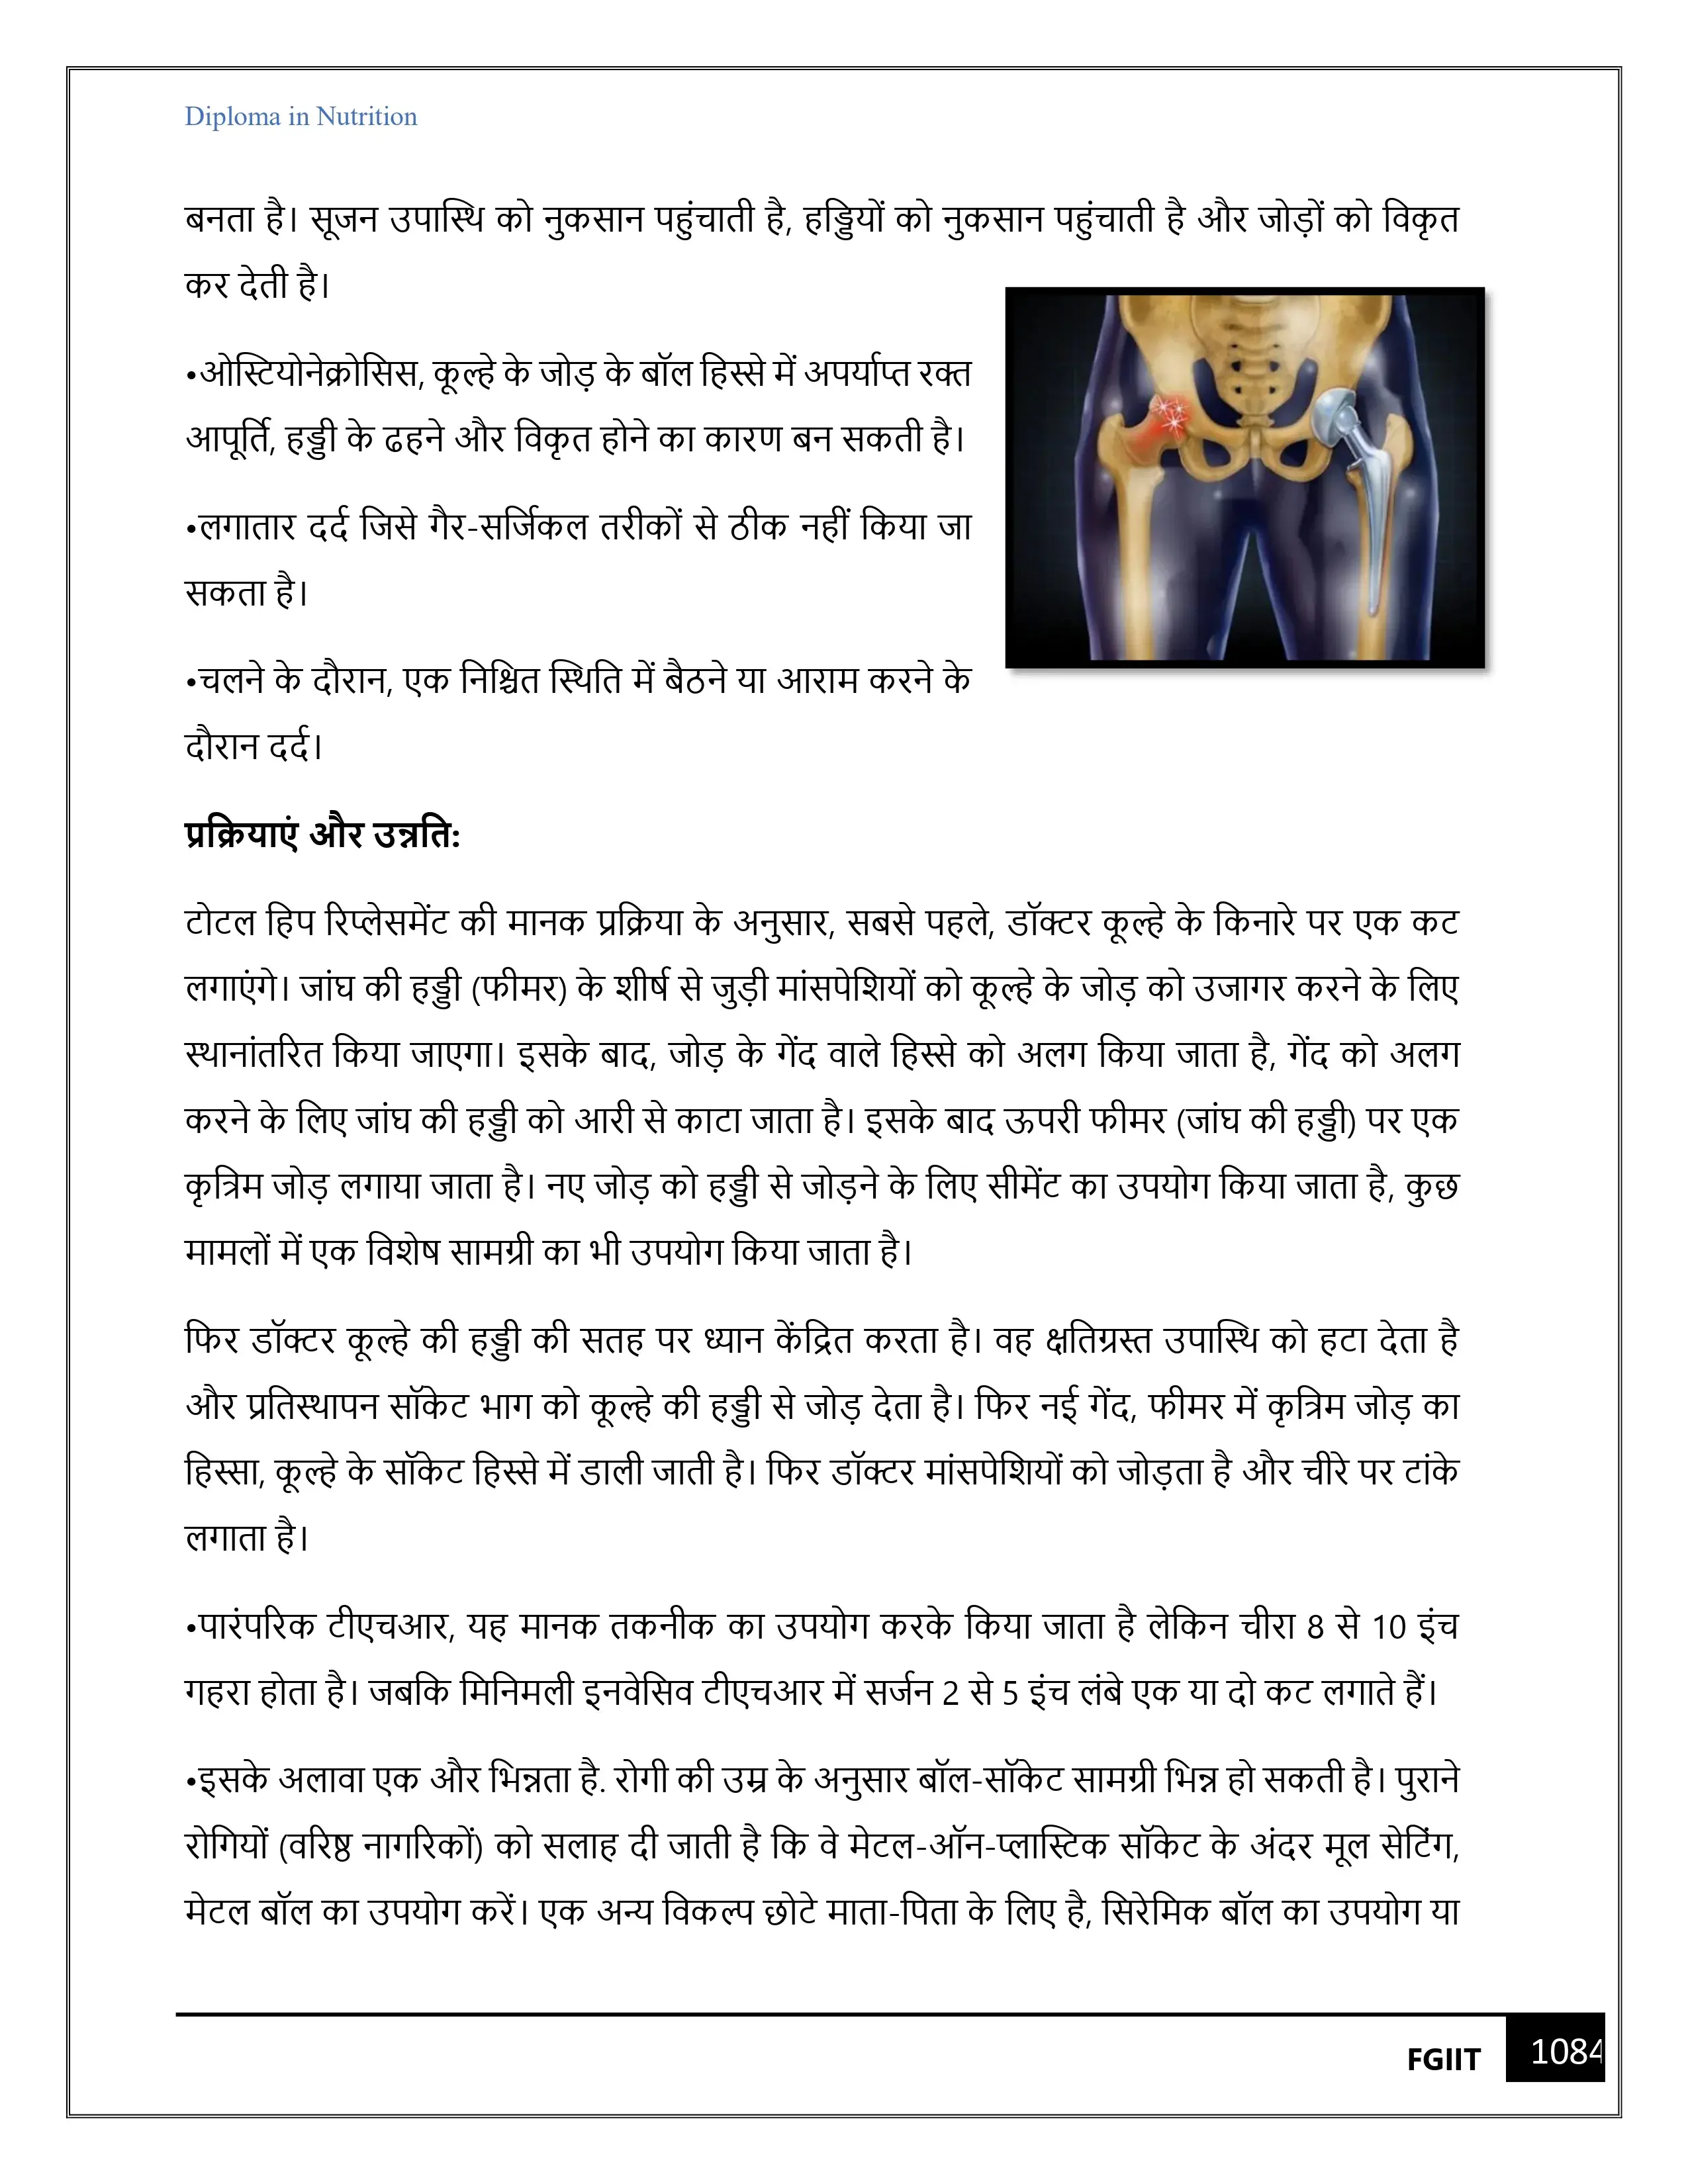 Diploma in Nutrition
बनता है। सूजन उपास्थि को नुकसान पहुंचाती है, हड्डियों को नुकसान पहुंचाती है और जोड़ों को विकृत
कर देती है।
•ओस्टियोनेक्रोसिस, कूल्हे के जोड़ के बॉल हिस्से में अपर्याप्त रक्त
आपूर्ति, हड्डी के ढहने और विकृत होने का कारण बन सकती है।
•लगातार दर्द जिसे गैर-सर्जिकल तरीकों से ठीक नहीं किया जा
सकता है।
•चलने के दौरान, एक निश्चित स्थिति में बैठने या आराम करने के
दौरान दर्द।
प्रक्रियाएं और उन्नति:
टोटल हिप रिप्लेसमेंट की मानक प्रक्रिया के अनुसार, सबसे पहले, डॉक्टर कूल्हे के किनारे पर एक कट
लगाएंगे। जांघ की हड्डी (फीमर) के शीर्ष से जुड़ी मांसपेशियों को कूल्हे के जोड़ को उजागर करने के लिए
स्थानांतरित किया जाएगा। इसके बाद, जोड़ के गेंद वाले हिस्से को अलग किया जाता है, गेंद को अलग
करने के लिए जांघ की हड्डी को आरी से काटा जाता है। इसके बाद ऊपरी फीमर (जांघ की हड्डी) पर एक
कृत्रिम जोड़ लगाया जाता है। नए जोड़ को हड्डी से जोड़ने के लिए सीमेंट का उपयोग किया जाता है, कुछ
मामलों में एक विशेष सामग्री का भी उपयोग किया जाता है।
फिर डॉक्टर कूल्हे की हड्डी की सतह पर ध्यान केंद्रित करता है। वह क्षतिग्रस्त उपास्थि को हटा देता है
और प्रतिस्थापन सॉकेट भाग को कूल्हे की हड्डी से जोड़ देता है। फिर नई गेंद, फीमर में कृत्रिम जोड़ का
हिस्सा, कूल्हे के सॉकेट हिस्से में डाली जाती है। फिर डॉक्टर मांसपेशियों को जोड़ता है और चीरे पर टांके
लगाता है।
•पारंपरिक टीएचआर, यह मानक तकनीक का उपयोग करके किया जाता है लेकिन चीरा 8 से 10 इंच
गहरा होता है। जबकि मिनिमली इनवेसिव टीएचआर में सर्जन 2 से 5 इंच लंबे एक या दो कट लगाते हैं।
•इसके अलावा एक और भिन्नता है. रोगी की उम्र के अनुसार बॉल-सॉकेट सामग्री भिन्न हो सकती है। पुराने
रोगियों (वरिष्ठ नागरिकों) को सलाह दी जाती है कि वे मेटल-ऑन-प्लास्टिक सॉकेट के अंदर मूल सेटिंग,
मेटल बॉल का उपयोग करें। एक अन्य विकल्प छोटे माता-पिता के लिए है, सिरेमिक बॉल का उपयोग या
FGIIT 1084